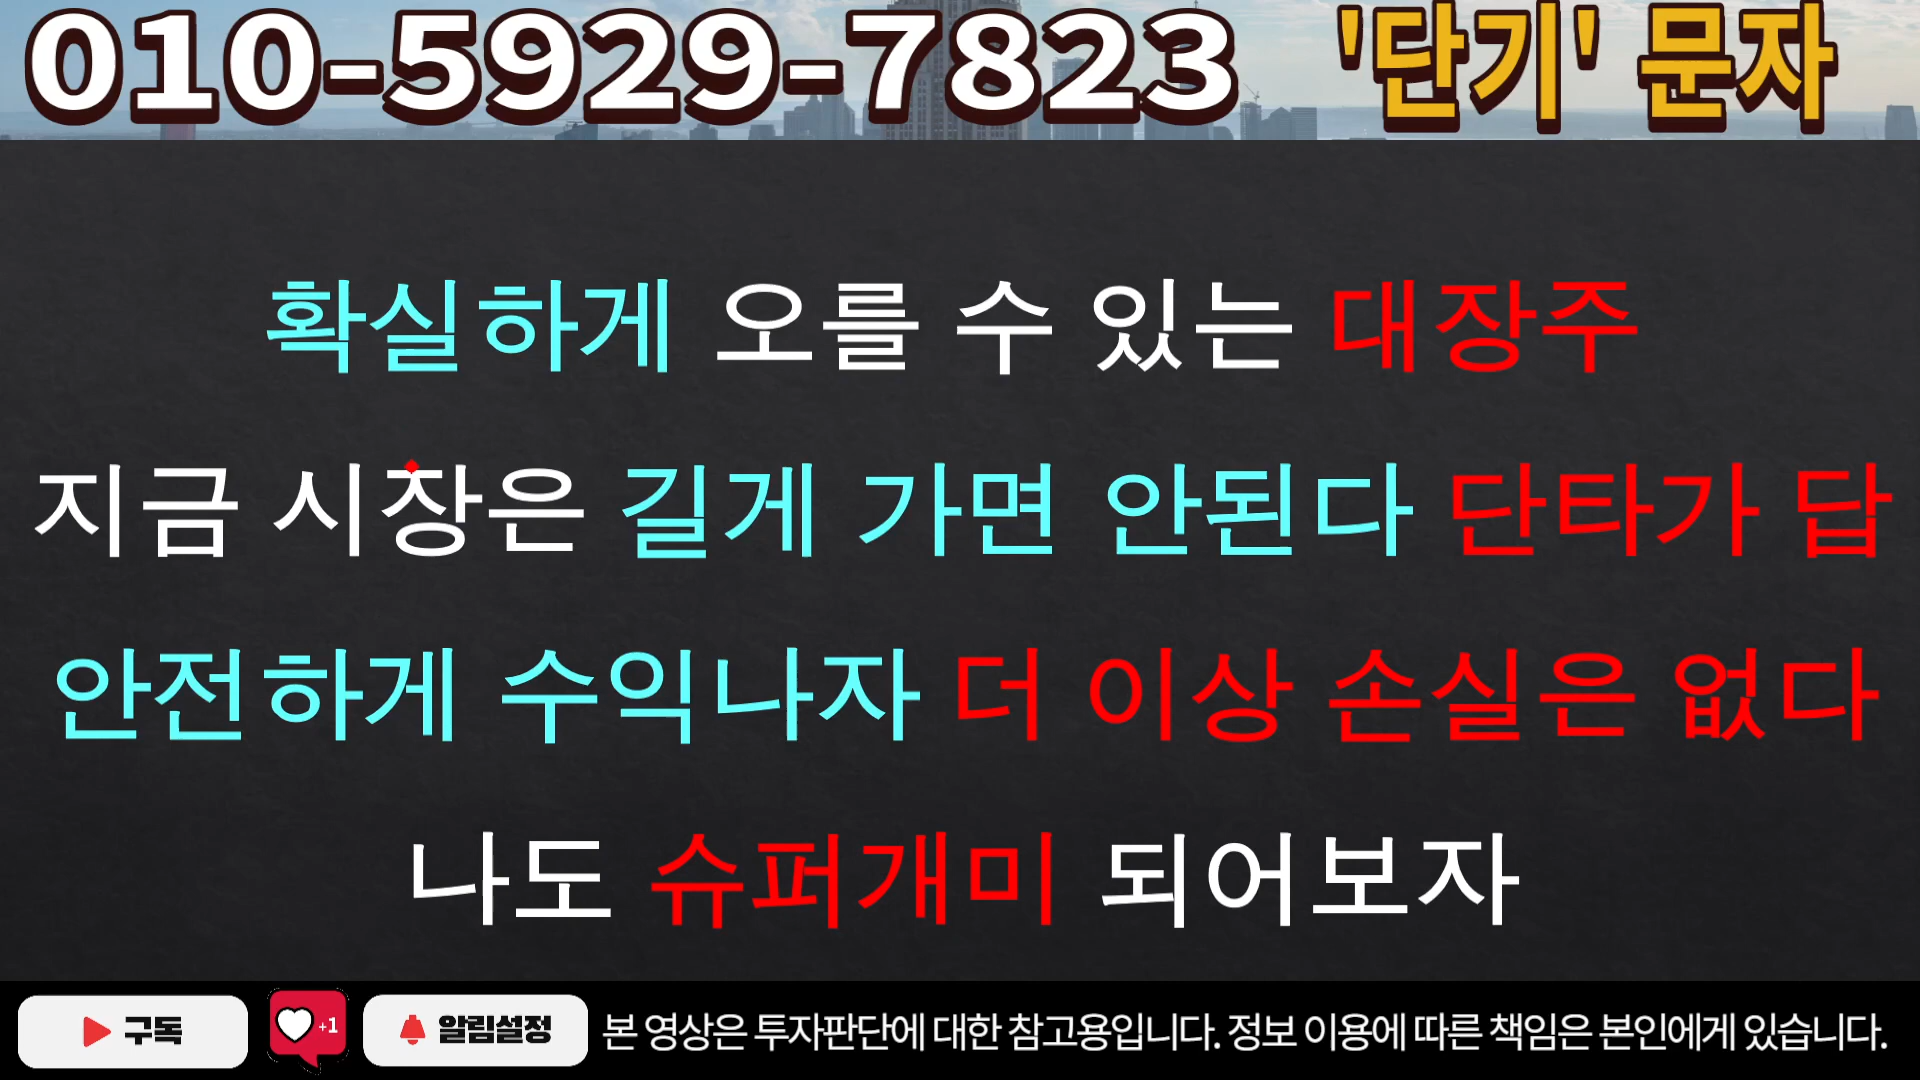 010-5929-7823 '단기' 문자
확실하게 오를 수 있는 대장주
지금 시장은 길게 가면 안된다 단타가 답
안전하게 수익나자 더 이상 손실은 없다
나도 슈퍼개미 되어보자
구독 +1 알림설정 본 영상은 투자판단에 대한 참고용입니다. 정보 이용에 따른 책임은 본인에게 있습니다.